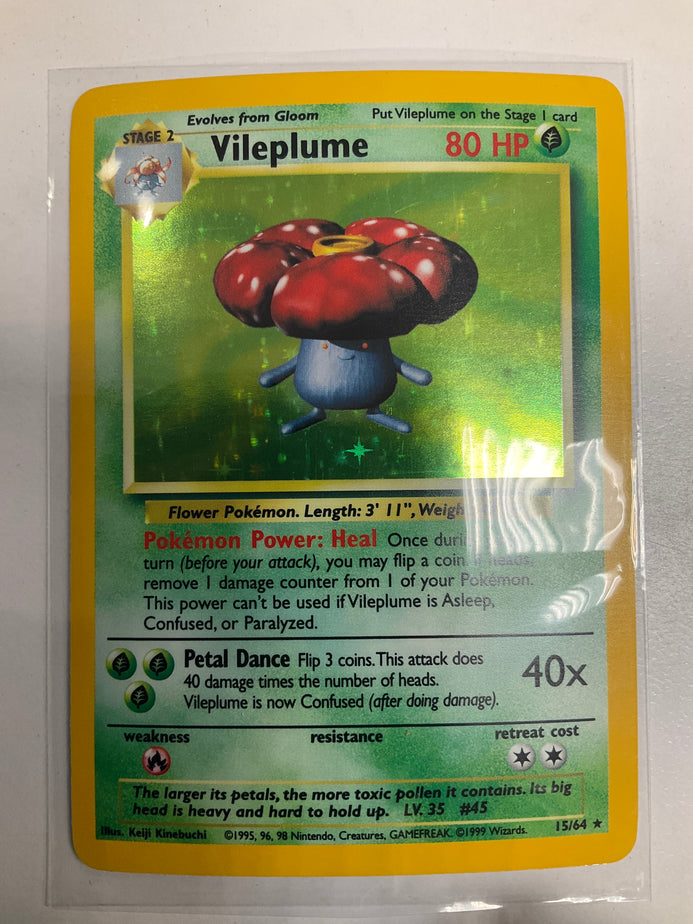 Evolves from Gloom Put Vileplume on the Stage 1 card
STAGE 2
Vileplume 80 HP
Flower Pokémon. Length: 3' 11", Weigh
Pokémon Power: Heal Once duri
turn (before your attack), you may flip a coin. If heads,
remove 1 damage counter from 1 of your Pokémon.
This power can't be used if Vileplume is Asleep,
Confused, or Paralyzed.
Petal Dance Flip 3 coins. This attack does
40 damage times the number of heads.
Vileplume is now Confused (after doing damage).
40x
weakness resistance retreat cost
The larger its petals, the more toxic pollen it contains. Its big
head is heavy and hard to hold up. LV. 35 #45
Illus. Keiji Kinebuchi ©1995, 96, 98 Nintendo, Creatures, GAMEFREAK. ©1999 Wizards. 15/64 ★